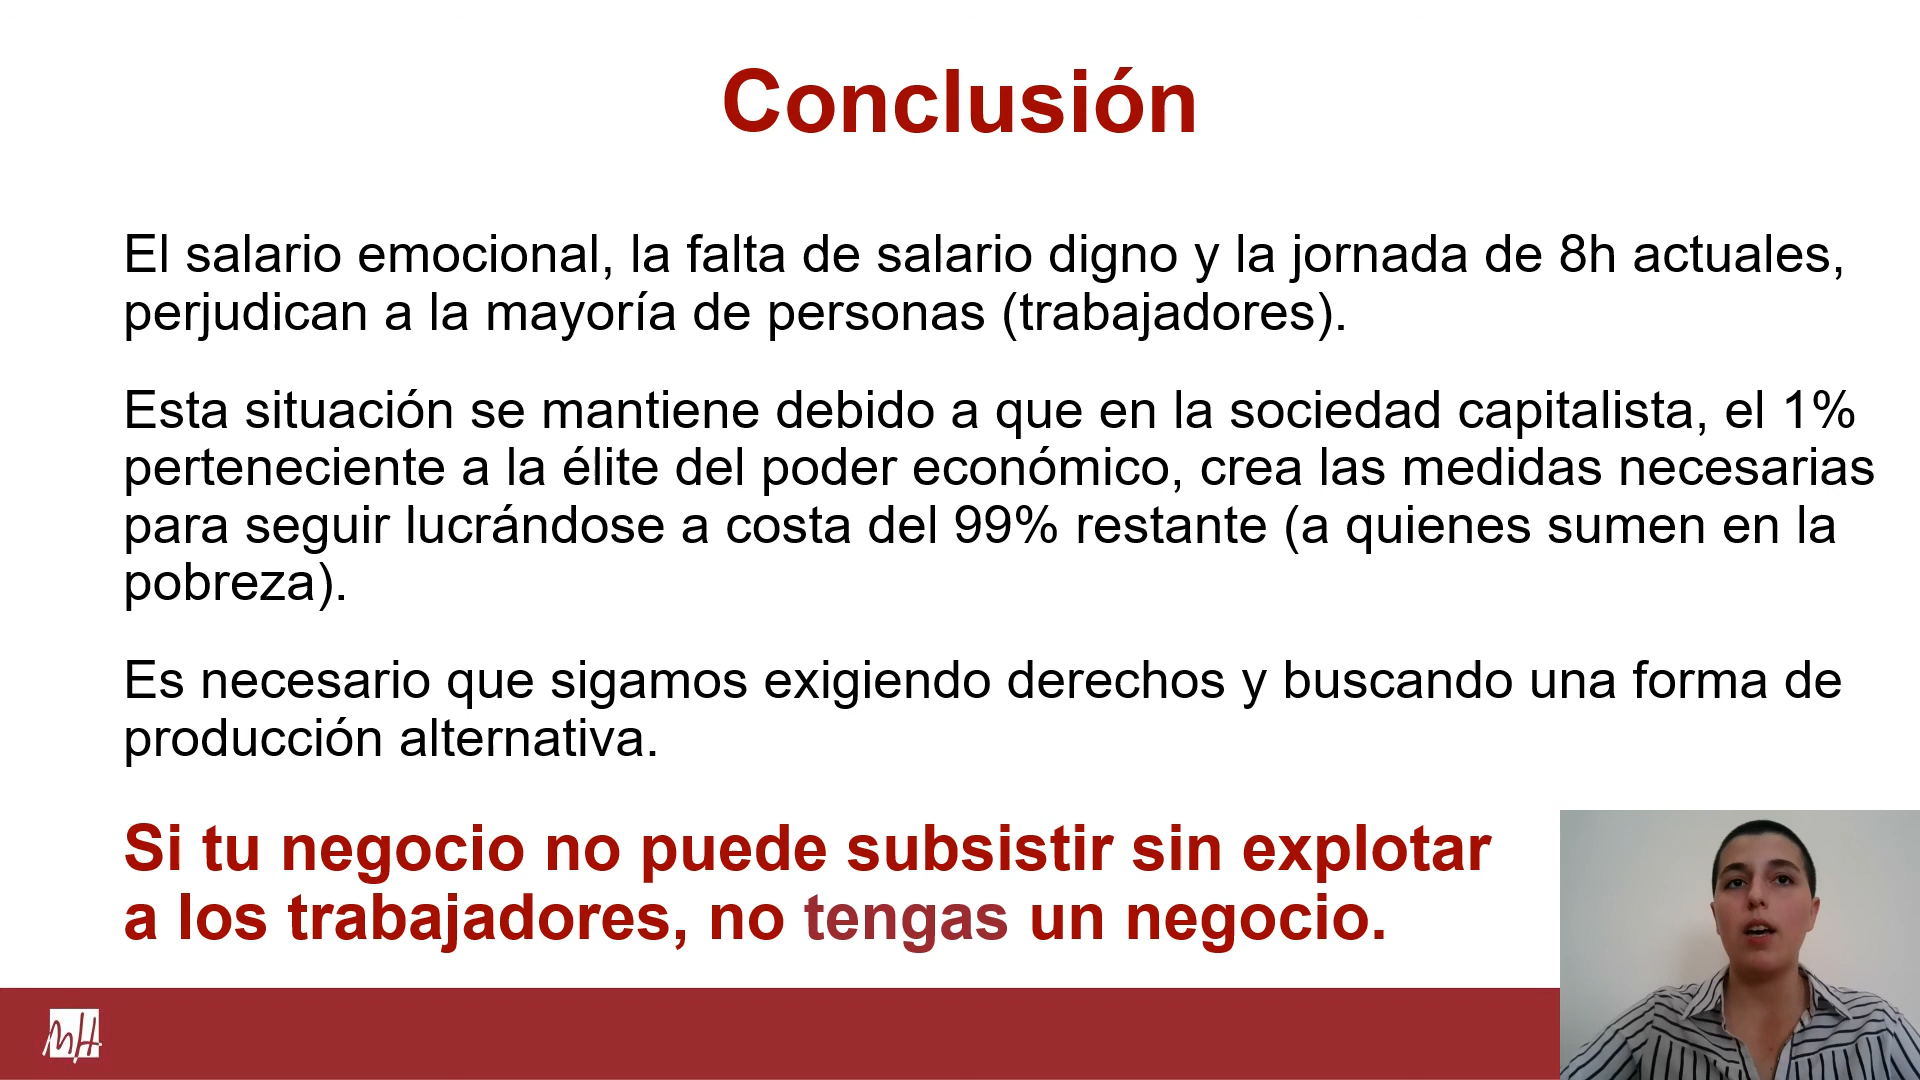 Conclusión
El salario emocional, la falta de salario digno y la jornada de 8h actuales,
perjudican a la mayoría de personas (trabajadores).
Esta situación se mantiene debido a que en la sociedad capitalista, el 1%
perteneciente a la élite del poder económico, crea las medidas necesarias
para seguir lucrándose a costa del 99% restante (a quienes sumen en la
pobreza).
Es necesario que sigamos exigiendo derechos y buscando una forma de
producción alternativa.
Si tu negocio no puede subsistir sin explotar
a los trabajadores, no tengas un negocio.
MH